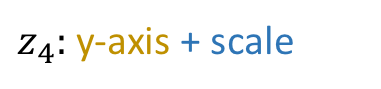 z₄: y-axis + scale